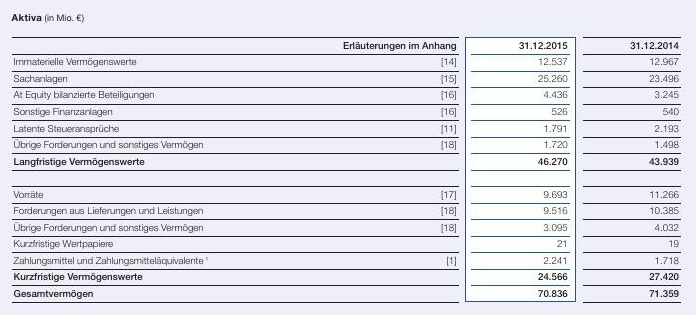 Aktiva (in Mio. €)
Erläuterungen im Anhang 31.12.2015 31.12.2014
Immaterielle Vermögenswerte [14] 12.537 12.967
Sachanlagen [15] 25.260 23.496
At Equity bilanzierte Beteiligungen [16] 4.436 3.245
Sonstige Finanzanlagen [16] 526 540
Latente Steueransprüche [11] 1.791 2.193
Übrige Forderungen und sonstiges Vermögen [18] 1.720 1.498
Langfristige Vermögenswerte 46.270 43.939
Vorräte [17] 9.693 11.266
Forderungen aus Lieferungen und Leistungen [18] 9.516 10.385
Übrige Forderungen und sonstiges Vermögen [18] 3.095 4.032
Kurzfristige Wertpapiere 21 19
Zahlungsmittel und Zahlungsmitteläquivalente ¹ [1] 2.241 1.718
Kurzfristige Vermögenswerte 24.566 27.420
Gesamtvermögen 70.836 71.359